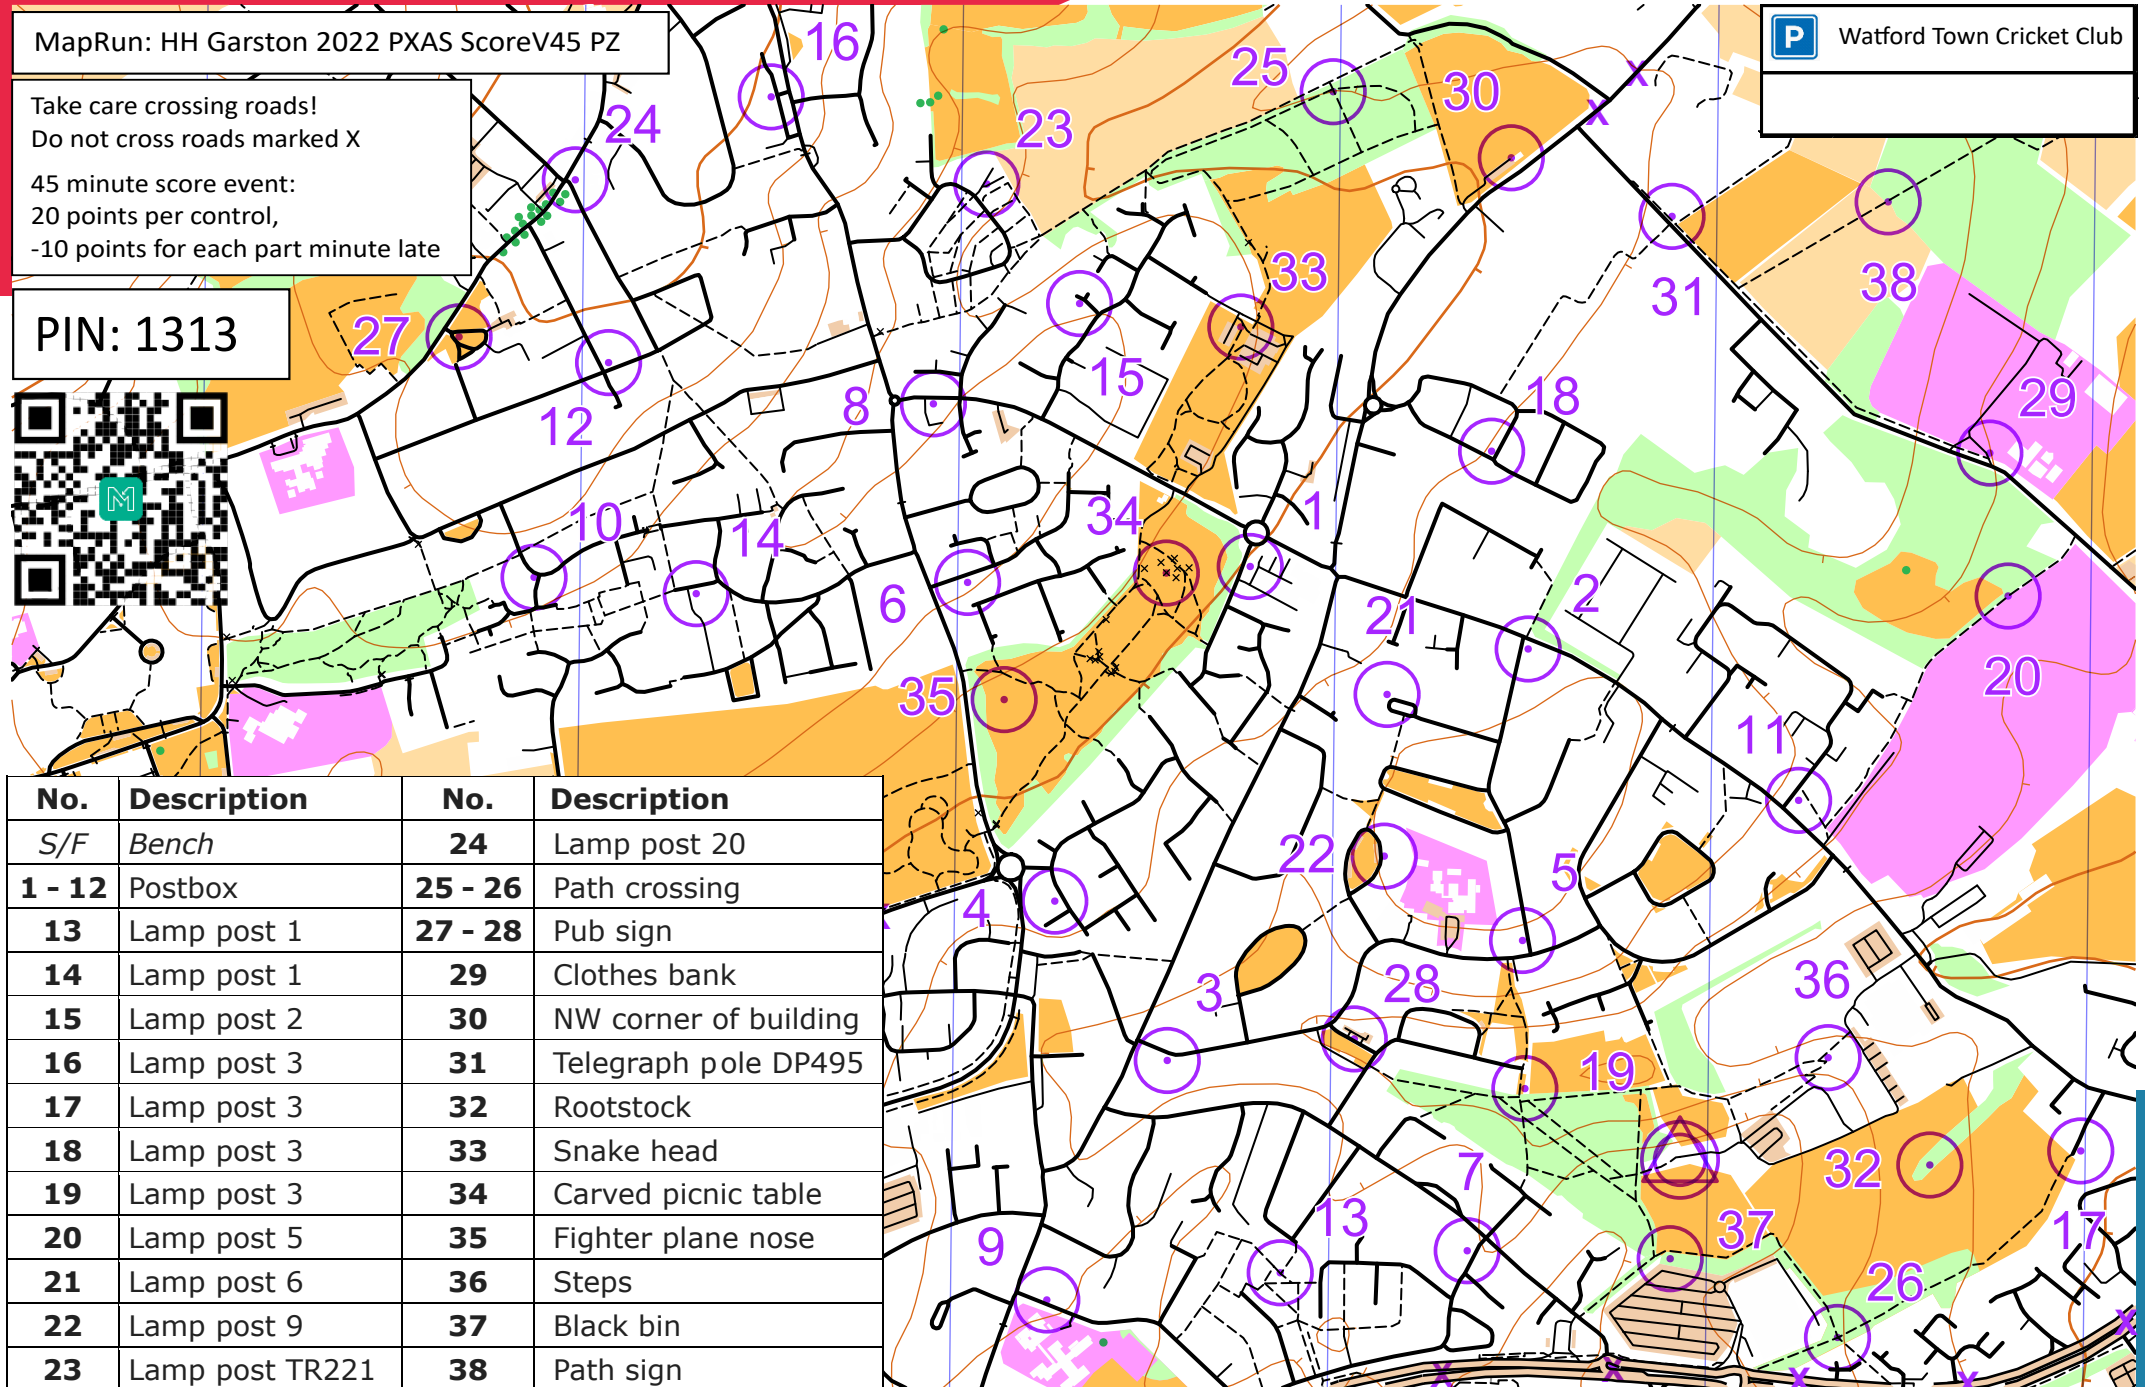 MapRun: HH Garston 2022 PXAS ScoreV45 PZ
Take care crossing roads!
Do not cross roads marked X
45 minute score event:
20 points per control,
-10 points for each part minute late
PIN: 1313
P Watford Town Cricket Club
16
25
30
24
23
X
X
33
38
31
27
15
29
8
18
12
34
1
10
14
2
6
21
20
35
11
22
5
4
36
3
28
19
7
32
13
37
17
9
26
X
X
X
X
X
No. Description No. Description
S/F Bench 24 Lamp post 20
1 - 12 Postbox 25 - 26 Path crossing
13 Lamp post 1 27 - 28 Pub sign
14 Lamp post 1 29 Clothes bank
15 Lamp post 2 30 NW corner of building
16 Lamp post 3 31 Telegraph pole DP495
17 Lamp post 3 32 Rootstock
18 Lamp post 3 33 Snake head
19 Lamp post 3 34 Carved picnic table
20 Lamp post 5 35 Fighter plane nose
21 Lamp post 6 36 Steps
22 Lamp post 9 37 Black bin
23 Lamp post TR221 38 Path sign